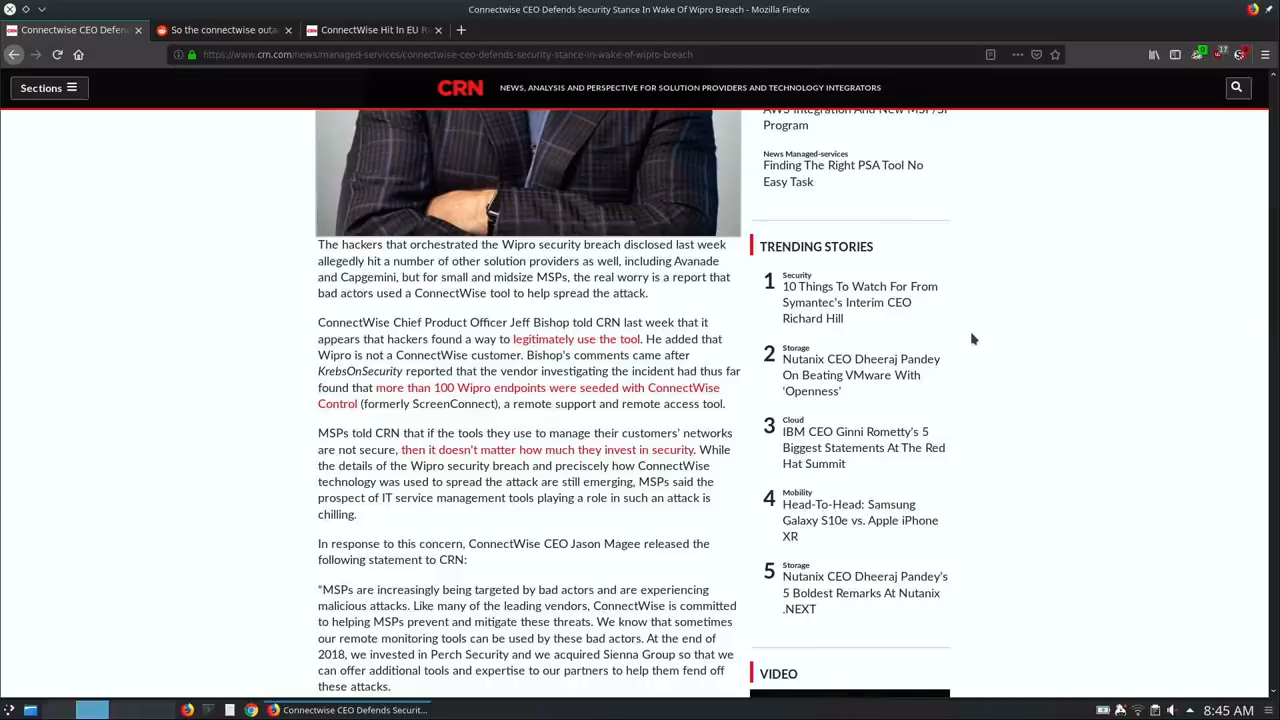 Connectwise CEO Defends Security Stance In Wake Of Wipro Breach - Mozilla Firefox
Connectwise CEO Defen
So the connectwise outa
ConnectWise Hit In EU R
https://www.crn.com/news/managed-services/connectwise-ceo-defends-security-stance-in-wake-of-wipro-breach
Sections
CRN
NEWS, ANALYSIS AND PERSPECTIVE FOR SOLUTION PROVIDERS AND TECHNOLOGY INTEGRATORS
AWS Integration And New MSP/SI
Program
News Managed-services
Finding The Right PSA Tool No
Easy Task
The hackers that orchestrated the Wipro security breach disclosed last week
allegedly hit a number of other solution providers as well, including Avanade
and Capgemini, but for small and midsize MSPs, the real worry is a report that
bad actors used a ConnectWise tool to help spread the attack.
ConnectWise Chief Product Officer Jeff Bishop told CRN last week that it
appears that hackers found a way to legitimately use the tool. He added that
Wipro is not a ConnectWise customer. Bishop's comments came after
KrebsOnSecurity reported that the vendor investigating the incident had thus far
found that more than 100 Wipro endpoints were seeded with ConnectWise
Control (formerly ScreenConnect), a remote support and remote access tool.
MSPs told CRN that if the tools they use to manage their customers' networks
are not secure, then it doesn't matter how much they invest in security. While
the details of the Wipro security breach and preciscely how ConnectWise
technology was used to spread the attack are still emerging, MSPs said the
prospect of IT service management tools playing a role in such an attack is
chilling.
In response to this concern, ConnectWise CEO Jason Magee released the
following statement to CRN:
“MSPs are increasingly being targeted by bad actors and are experiencing
malicious attacks. Like many of the leading vendors, ConnectWise is committed
to helping MSPs prevent and mitigate these threats. We know that sometimes
our remote monitoring tools can be used by these bad actors. At the end of
2018, we invested in Perch Security and we acquired Sienna Group so that we
can offer additional tools and expertise to our partners to help them fend off
these attacks.
TRENDING STORIES
1
Security
10 Things To Watch For From
Symantec's Interim CEO
Richard Hill
2
Storage
Nutanix CEO Dheeraj Pandey
On Beating VMware With
‘Openness’
3
Cloud
IBM CEO Ginni Rometty's 5
Biggest Statements At The Red
Hat Summit
4
Mobility
Head-To-Head: Samsung
Galaxy S10e vs. Apple iPhone
XR
5
Storage
Nutanix CEO Dheeraj Pandey's
5 Boldest Remarks At Nutanix
.NEXT
VIDEO
Connectwise CEO Defends Securit...
8:45 AM